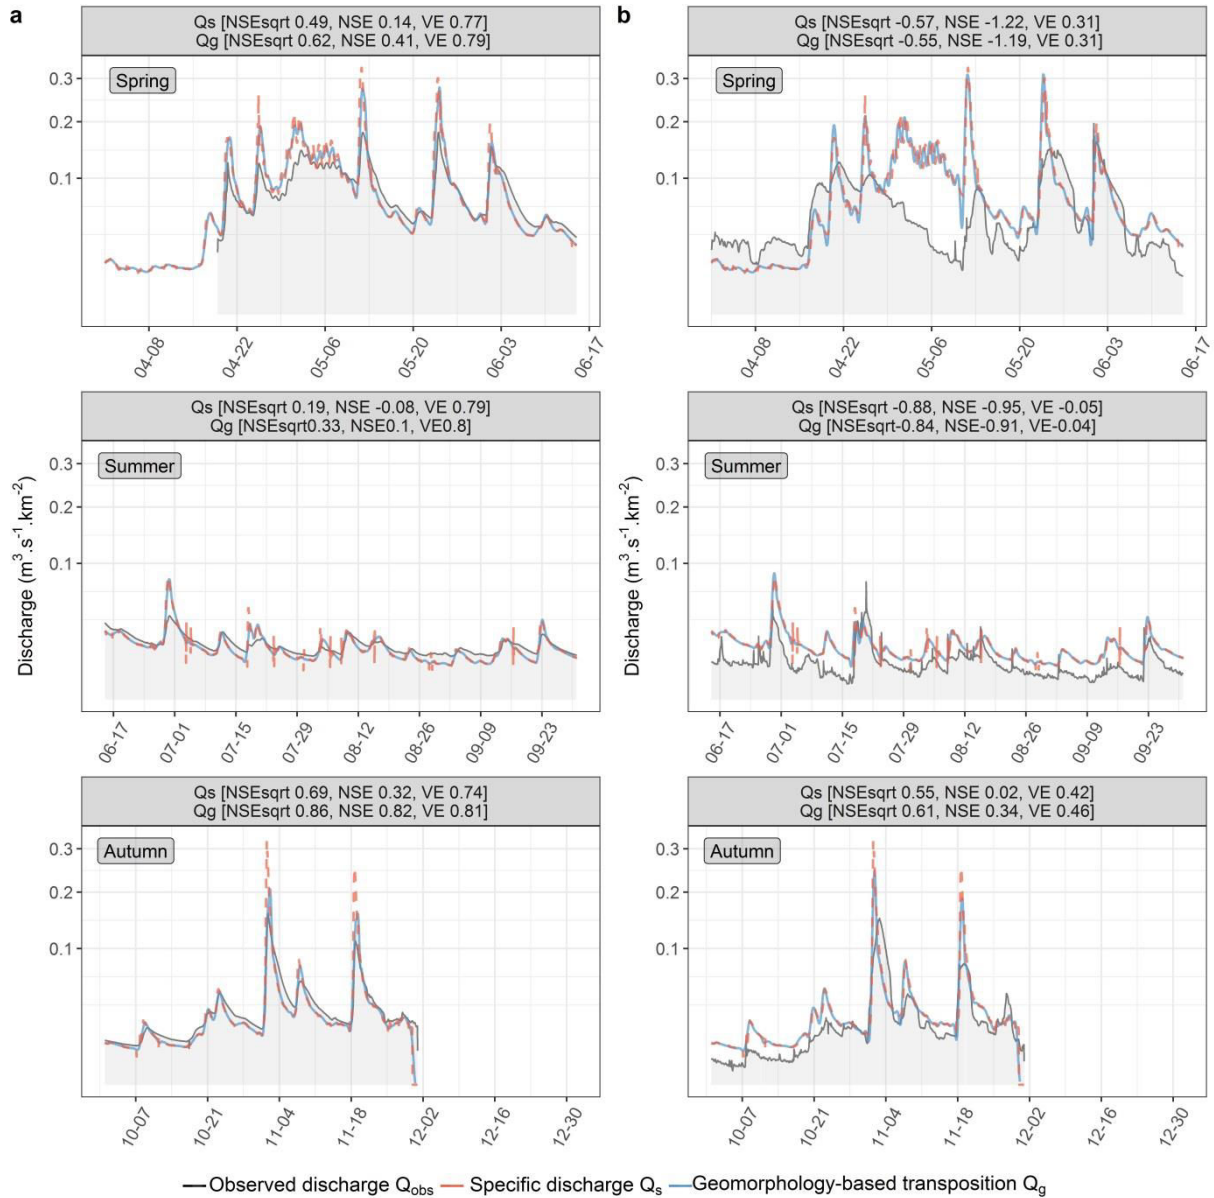 a
Qs [NSEsqrt 0.49, NSE 0.14, VE 0.77]
Qg [NSEsqrt 0.62, NSE 0.41, VE 0.79]
0.3
0.2
0.1
Spring
04-08
04-22
05-06
05-20
06-03
06-17
Qs [NSEsqrt 0.19, NSE -0.08, VE 0.79]
Qg [NSEsqrt0.33, NSE0.1, VE0.8]
0.3
0.2
0.1
Summer
Discharge (m³.s⁻¹.km⁻²)
06-17
07-01
07-15
07-29
08-12
08-26
09-09
09-23
Qs [NSEsqrt 0.69, NSE 0.32, VE 0.74]
Qg [NSEsqrt 0.86, NSE 0.82, VE 0.81]
0.3
0.2
0.1
Autumn
10-07
10-21
11-04
11-18
12-02
12-16
12-30
b
Qs [NSEsqrt -0.57, NSE -1.22, VE 0.31]
Qg [NSEsqrt -0.55, NSE -1.19, VE 0.31]
0.3
0.2
0.1
Spring
04-08
04-22
05-06
05-20
06-03
06-17
Qs [NSEsqrt -0.88, NSE -0.95, VE -0.05]
Qg [NSEsqrt-0.84, NSE-0.91, VE-0.04]
0.3
0.2
0.1
Summer
Discharge (m³.s⁻¹.km⁻²)
06-17
07-01
07-15
07-29
08-12
08-26
09-09
09-23
Qs [NSEsqrt 0.55, NSE 0.02, VE 0.42]
Qg [NSEsqrt 0.61, NSE 0.34, VE 0.46]
0.3
0.2
0.1
Autumn
10-07
10-21
11-04
11-18
12-02
12-16
12-30
Observed discharge Qobs Specific discharge Qs Geomorphology-based transposition Qg